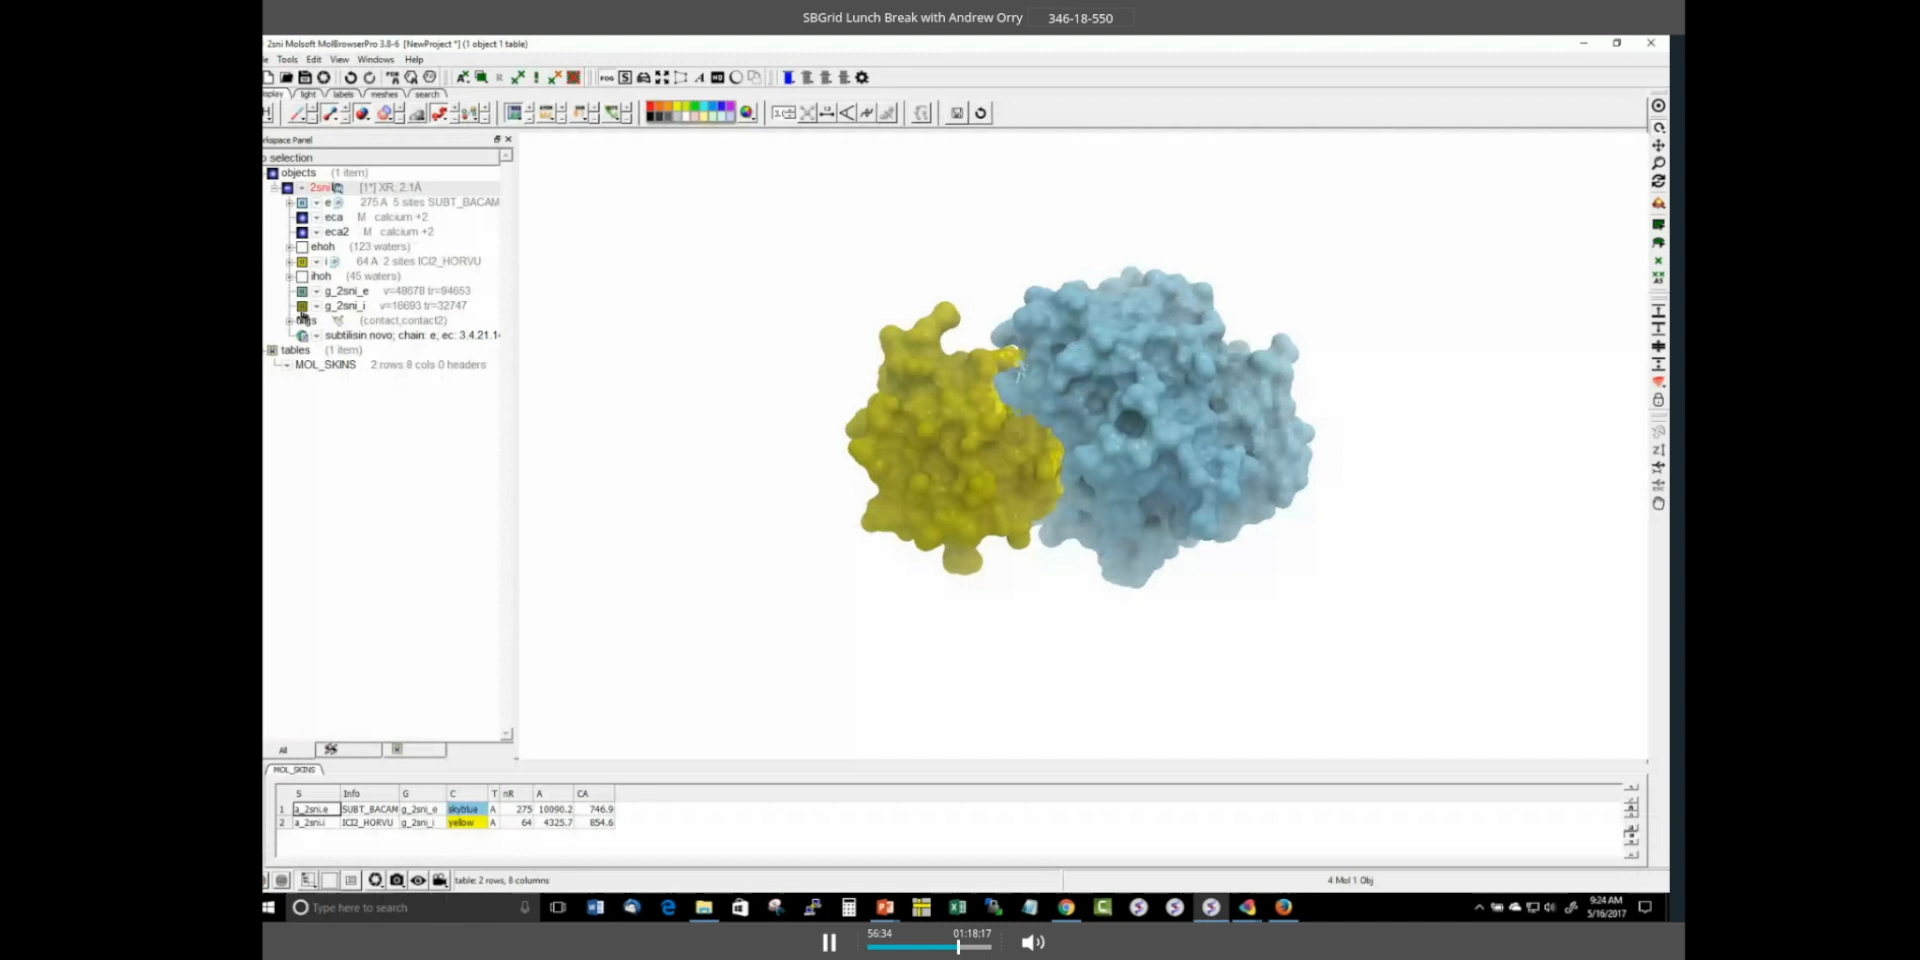 SBGrid Lunch Break with Andrew Orry 346-18-550
2sni Molsoft MolBrowserPro 3.8-6 [NewProject *] (1 object 1 table)
Tools Edit View Windows Help
FOG
light labels meshes search
rkspace Panel
selection
objects (1 item)
2sni [1*] XR, 2.1Å
e 275 A 5 sites SUBT_BACAM
eca M calcium +2
eca2 M calcium +2
ehoh (123 waters)
i 64 A 2 sites ICI2_HORVU
ihoh (45 waters)
g_2sni_e v=48678 tr=94653
g_2sni_i v=16693 tr=32747
(contact,contact2)
subtilisin novo; chain: e; ec: 3.4.21.1
tables (1 item)
MOL_SKINS 2 rows 8 cols 0 headers
All
MOL_SKINS
S Info G C T nR A CA
1 a_2sni.e SUBT_BACAM g_2sni_e skyblue A 275 10090.2 746.9
2 a_2sni.i ICI2_HORVU g_2sni_i yellow A 64 4325.7 854.6
table: 2 rows, 8 columns 4 Mol 1 Obj
Type here to search
9:24 AM
5/16/2017
56:34 01:18:17